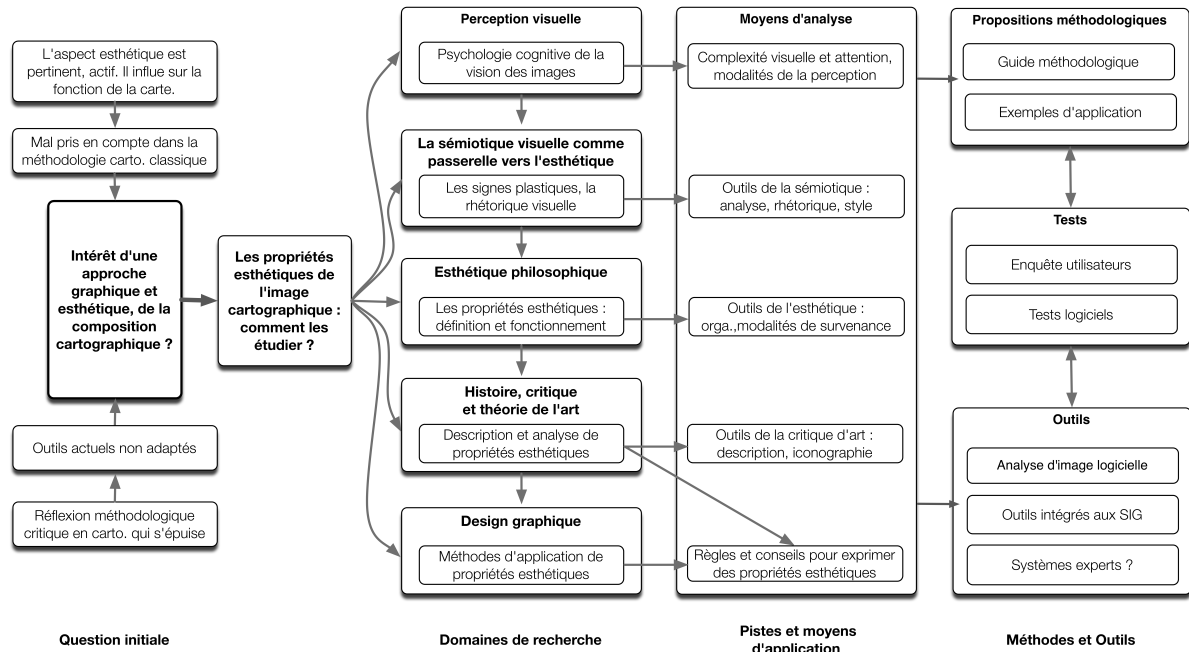 L'aspect esthétique est
pertinent, actif. Il influe sur la
fonction de la carte.
Mal pris en compte dans la
méthodologie carto. classique
Intérêt d'une
approche
graphique et
esthétique, de la
composition
cartographique ?
Outils actuels non adaptés
Réflexion méthodologique
critique en carto. qui s'épuise
Question initiale
Les propriétés
esthétiques de
l'image
cartographique :
comment les
étudier ?
Perception visuelle
Psychologie cognitive de la
vision des images
La sémiotique visuelle comme
passerelle vers l'esthétique
Les signes plastiques, la
rhétorique visuelle
Esthétique philosophique
Les propriétés esthétiques :
définition et fonctionnement
Histoire, critique
et théorie de l'art
Description et analyse de
propriétés esthétiques
Design graphique
Méthodes d'application de
propriétés esthétiques
Domaines de recherche
Moyens d'analyse
Complexité visuelle et attention,
modalités de la perception
Outils de la sémiotique :
analyse, rhétorique, style
Outils de l'esthétique :
orga.,modalités de survenance
Outils de la critique d'art :
description, iconographie
Règles et conseils pour exprimer
des propriétés esthétiques
Pistes et moyens
d'application
Propositions méthodologiques
Guide méthodologique
Exemples d'application
Tests
Enquête utilisateurs
Tests logiciels
Outils
Analyse d'image logicielle
Outils intégrés aux SIG
Systèmes experts ?
Méthodes et Outils